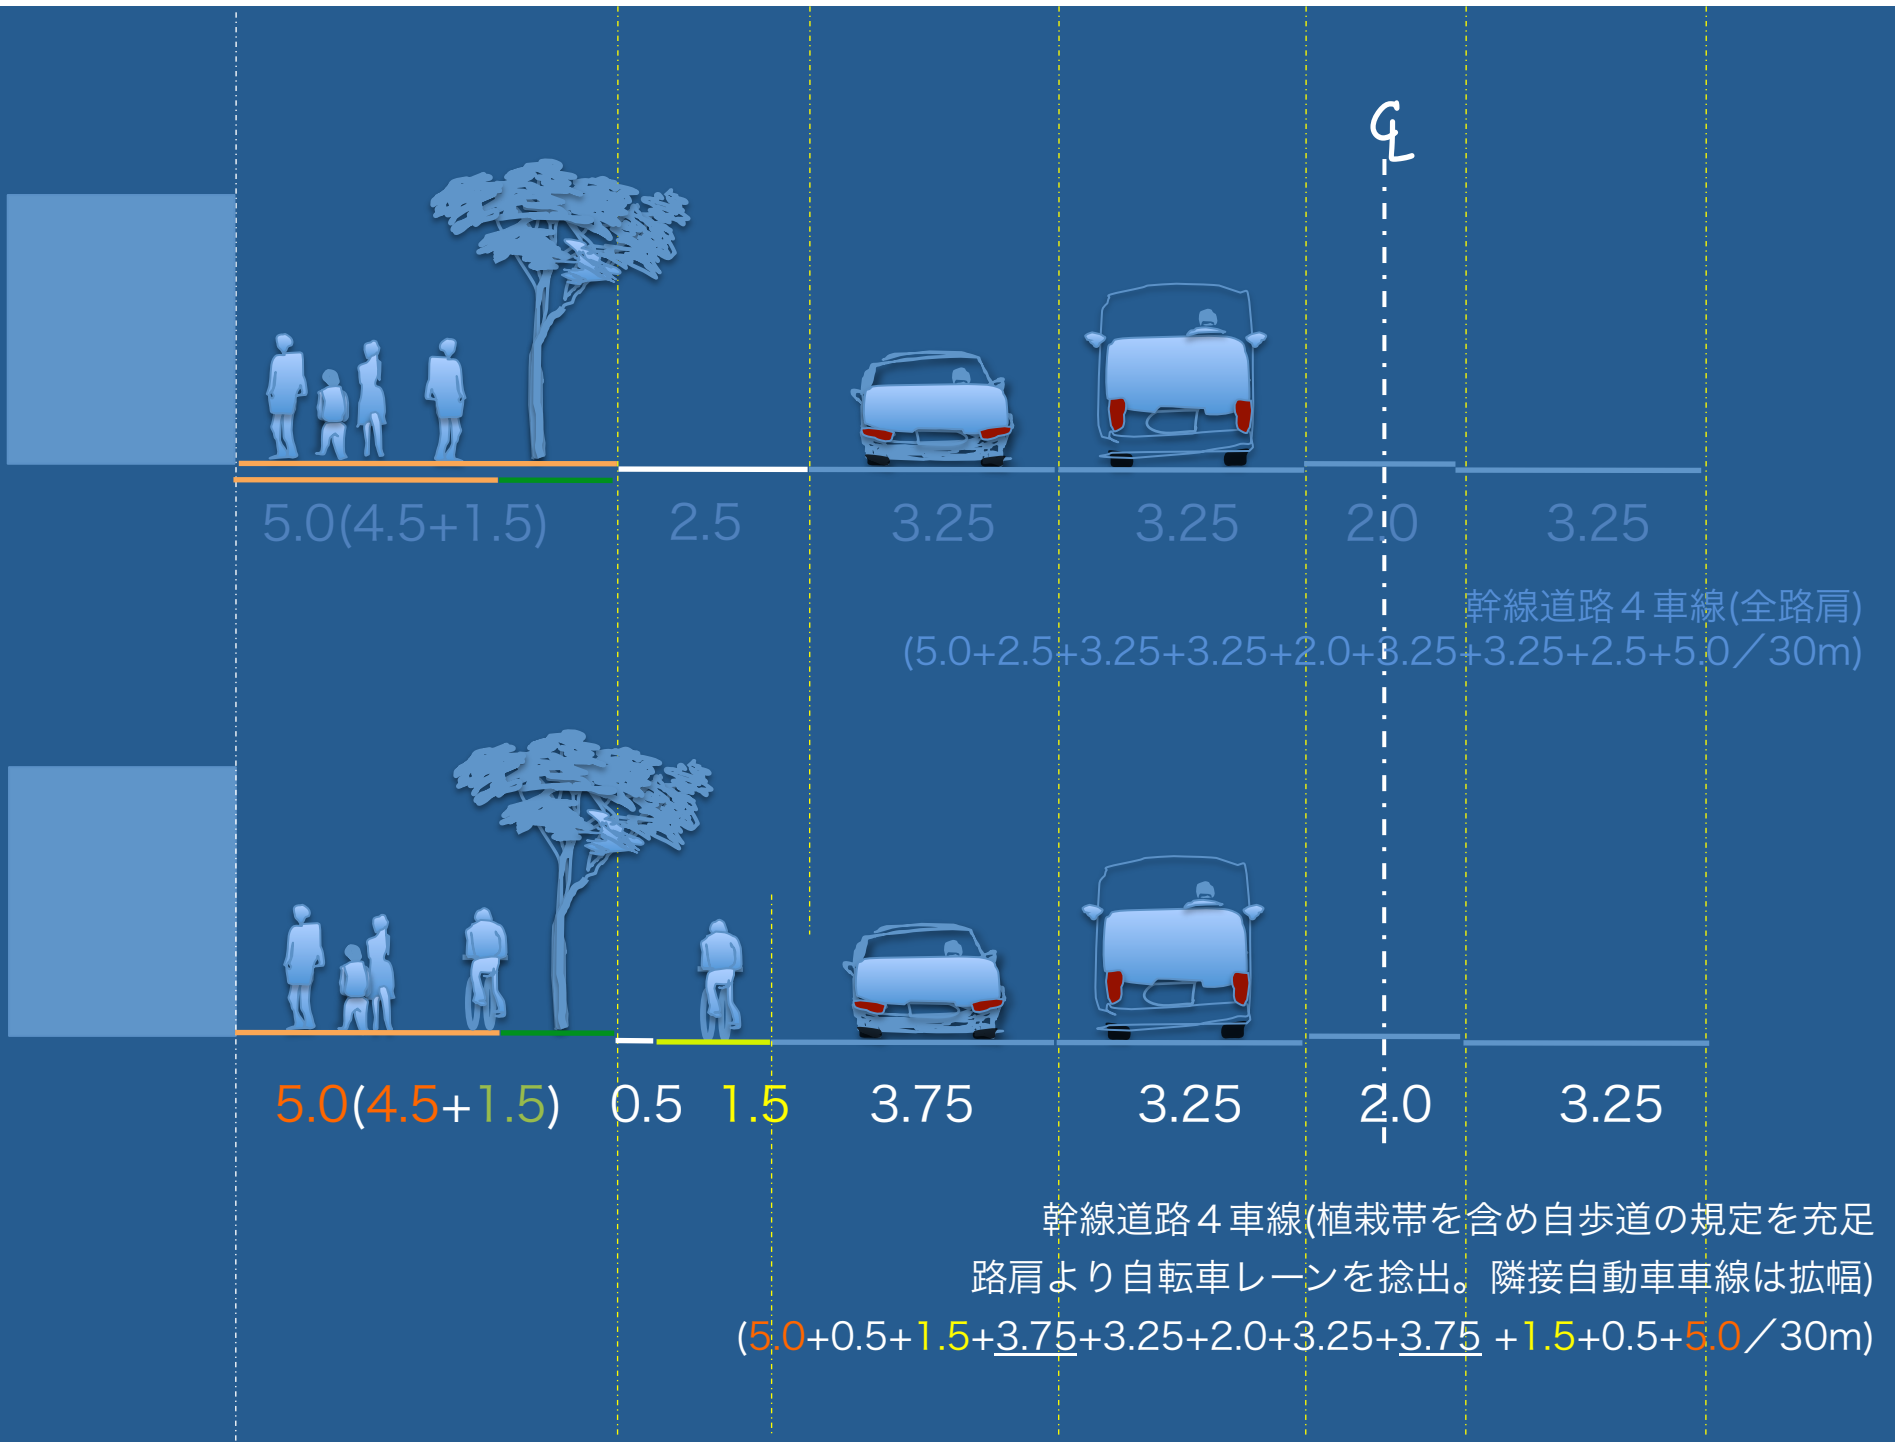 ℄
5.0(4.5+1.5) 2.5 3.25 3.25 2.0 3.25
幹線道路４車線(全路肩)
(5.0+2.5+3.25+3.25+2.0+3.25+3.25+2.5+5.0／30m)
5.0(4.5+1.5) 0.5 1.5 3.75 3.25 2.0 3.25
幹線道路４車線(植栽帯を含め自歩道の規定を充足
路肩より自転車レーンを捻出。隣接自動車車線は拡幅)
(5.0+0.5+1.5+3.75+3.25+2.0+3.25+3.75 +1.5+0.5+5.0／30m)